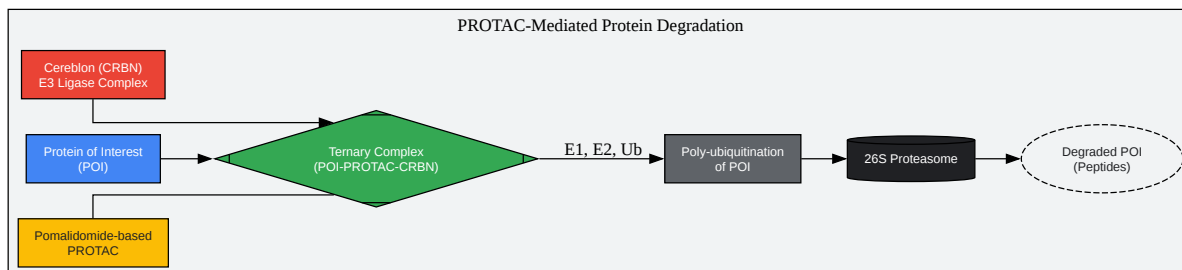 PROTAC-Mediated Protein Degradation
Cereblon (CRBN)
E3 Ligase Complex
Protein of Interest
(POI)
Pomalidomide-based
PROTAC
Ternary Complex
(POI-PROTAC-CRBN)
E1, E2, Ub
Poly-ubiquitination
of POI
26S Proteasome
Degraded POI
(Peptides)